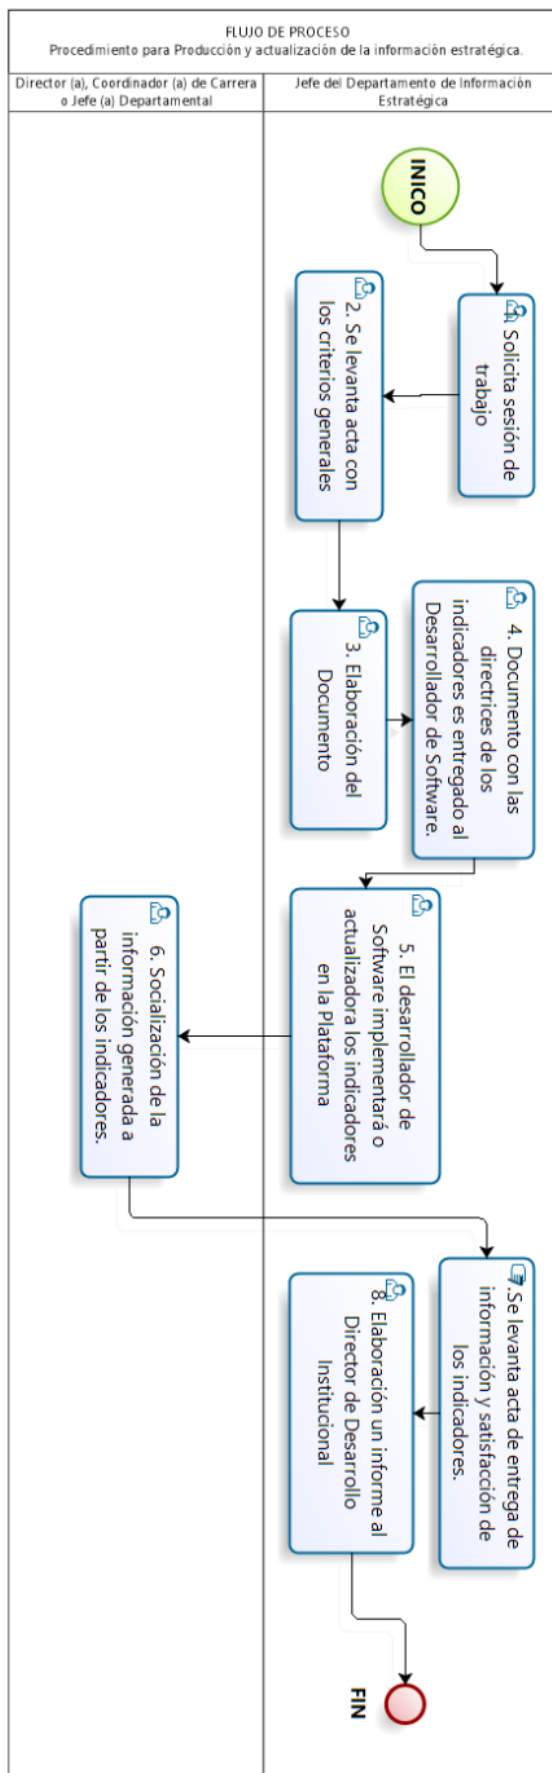 FLUJO DE PROCESO
Procedimiento para Producción y actualización de la información estratégica.
Director (a), Coordinador (a) de Carrera
o Jefe (a) Departamental
Jefe del Departamento de Información
Estratégica
INICO
1. Solicita sesión de
trabajo
2. Se levanta acta con
los criterios generales
3. Elaboración del
Documento
4. Documento con las
directrices de los
indicadores es entregado al
Desarrollador de Software.
5. El desarrollador de
Software implementará o
actualizadora los indicadores
en la Plataforma
6. Socialización de la
información generada a
partir de los indicadores.
7.Se levanta acta de entrega de
información y satisfacción de
los indicadores.
8. Elaboración un informe al
Director de Desarrollo
Institucional
FIN